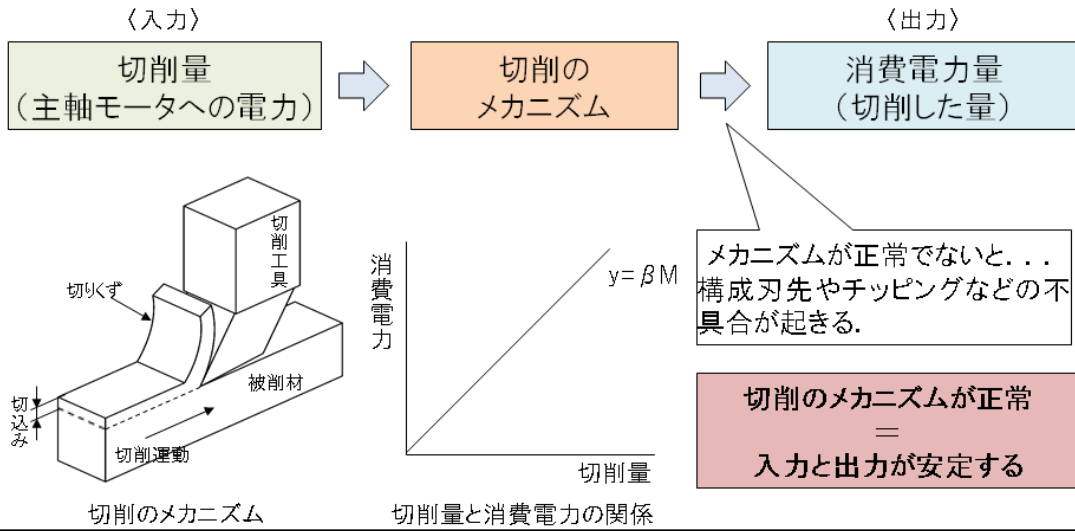 〈入力〉
〈出力〉
切削量
(主軸モータへの電力)
切削の
メカニズム
消費電力量
(切削した量)
切削工具
切りくず
被削材
切込み
切削運動
切削のメカニズム
消費電力
y=βM
切削量
切削量と消費電力の関係
メカニズムが正常でないと...
構成刃先やチッピングなどの不
具合が起きる.
切削のメカニズムが正常
=
入力と出力が安定する